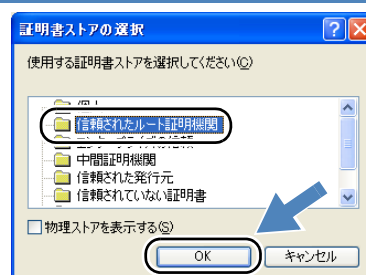 証明書ストアの選択
使用する証明書ストアを選択してください(C)
個人
信頼されたルート証明機関
中間証明機関
信頼された発行元
信頼されていない証明書
物理ストアを表示する(S)
OK
キャンセル